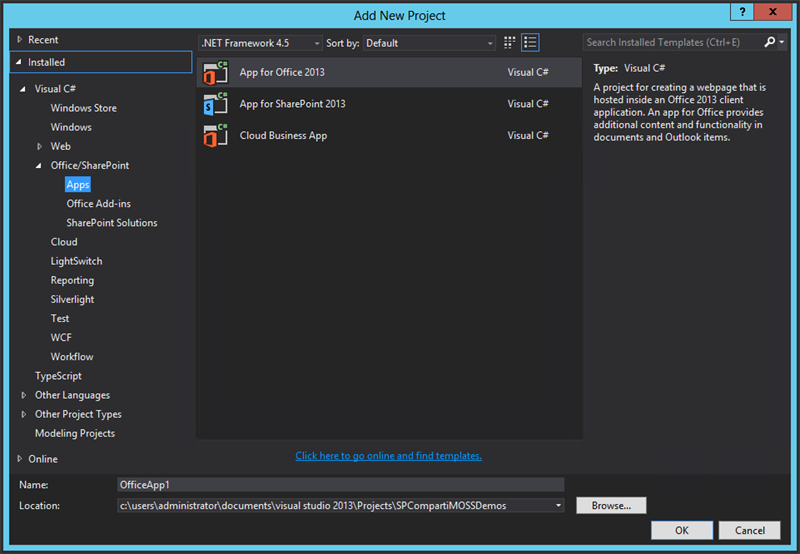 Add New Project
?
x
Recent
Installed
.NET Framework 4.5
Sort by: Default
Search Installed Templates (Ctrl+E)
Visual C#
Windows Store
Windows
Web
Office/SharePoint
Apps
Office Add-ins
SharePoint Solutions
Cloud
LightSwitch
Reporting
Silverlight
Test
WCF
Workflow
TypeScript
Other Languages
Other Project Types
Modeling Projects
Online
C# App for Office 2013 Visual C#
C# App for SharePoint 2013 Visual C#
C# Cloud Business App Visual C#
Type: Visual C#
A project for creating a webpage that is
hosted inside an Office 2013 client
application. An app for Office provides
additional content and functionality in
documents and Outlook items.
Click here to go online and find templates.
Name: OfficeApp1
Location: c:\users\administrator\documents\visual studio 2013\Projects\SPCompartiMOSSDemos
Browse...
OK Cancel